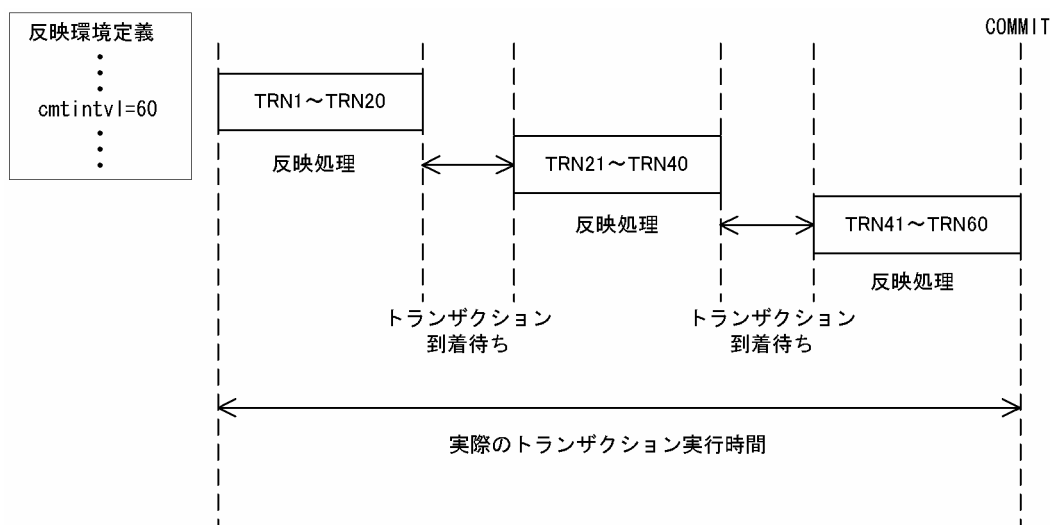 反映環境定義
・
・
・
cmtintvl=60
・
・
・
COMMIT
TRN1～TRN20
反映処理
TRN21～TRN40
反映処理
TRN41～TRN60
反映処理
トランザクション
到着待ち
トランザクション
到着待ち
実際のトランザクション実行時間